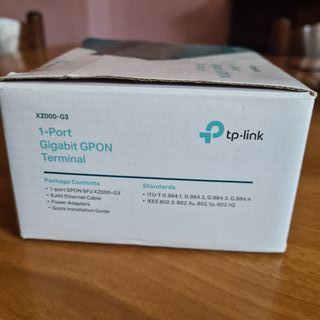 XZ000-G3
1-Port
Gigabit GPON
Terminal
tp-link
Package Contents
• 1-port GPON SFU XZ000-G3
• RJ45 Ethernet Cable
• Power Adapters
• Quick Installation Guide
Standards
• ITU-T G.984.1, G.984.2, G.984.3, G.984.4
• IEEE 802.3, 802.3u, 802.1p, 802.1Q